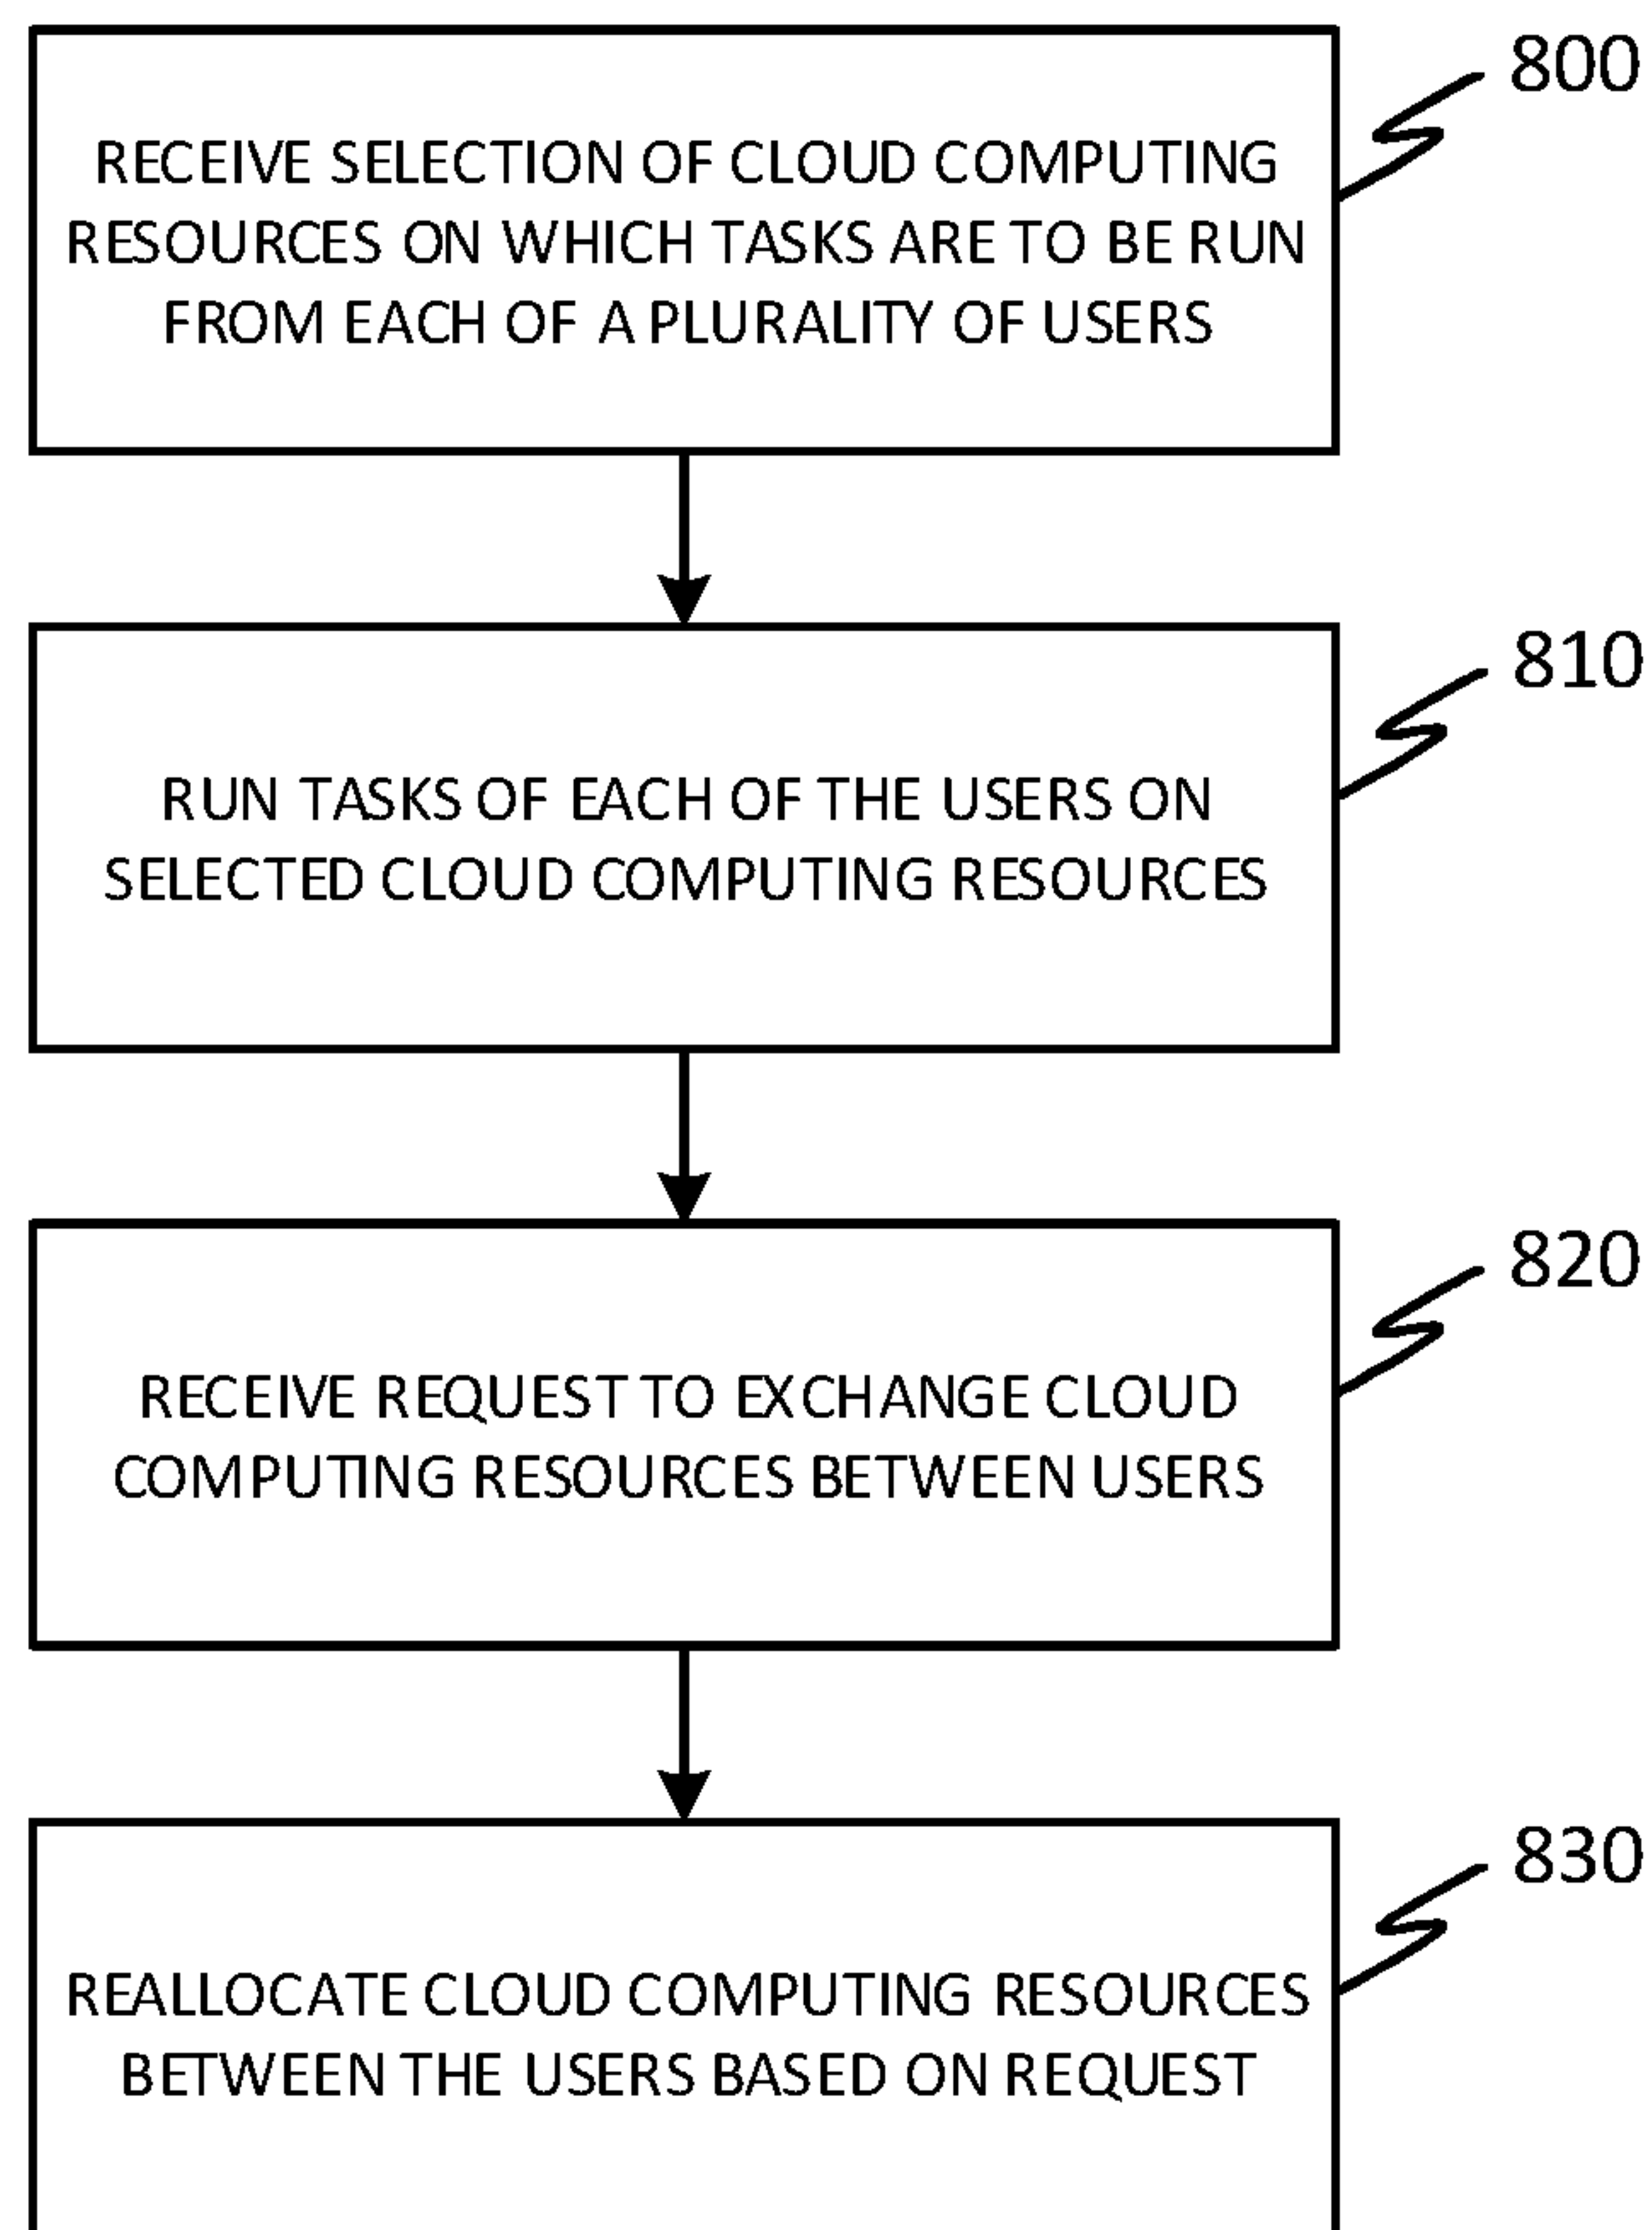 800
RECEIVE SELECTION OF CLOUD COMPUTING
RESOURCES ON WHICH TASKS ARE TO BE RUN
FROM EACH OF A PLURALITY OF USERS
810
RUN TASKS OF EACH OF THE USERS ON
SELECTED CLOUD COMPUTING RESOURCES
820
RECEIVE REQUEST TO EXCHANGE CLOUD
COMPUTING RESOURCES BETWEEN USERS
830
REALLOCATE CLOUD COMPUTING RESOURCES
BETWEEN THE USERS BASED ON REQUEST